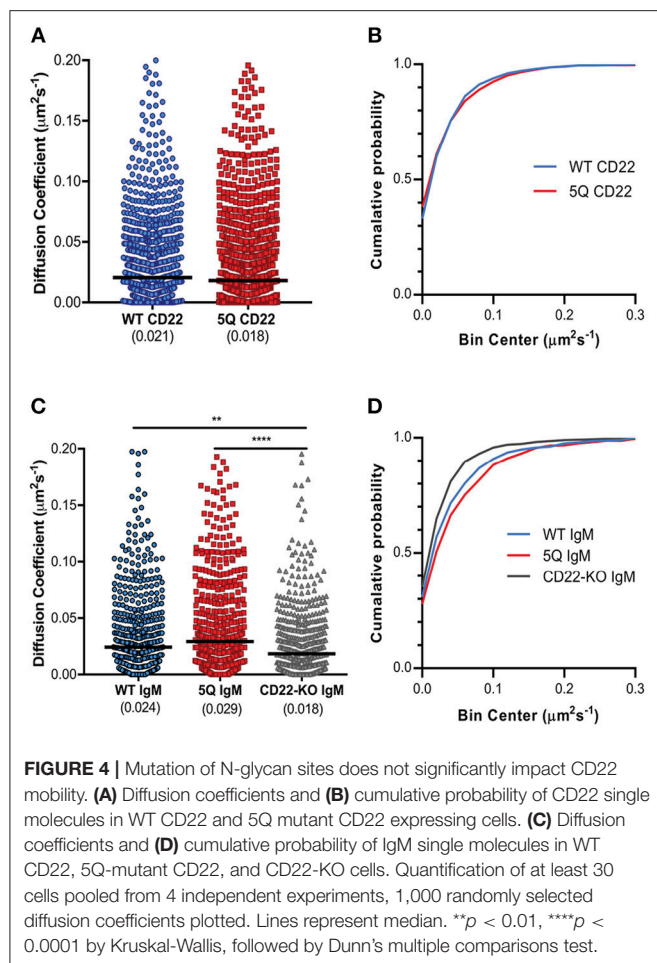 A
Diffusion Coefficient (μm²s⁻¹)
0.20
0.15
0.10
0.05
0.00
WT CD22
(0.021)
5Q CD22
(0.018)
B
Cumulative probability
1.0
0.5
0.0
0.0
0.1
0.2
0.3
WT CD22
5Q CD22
Bin Center (μm²s⁻¹)
C
Diffusion Coefficient (μm²s⁻¹)
**
****
0.20
0.15
0.10
0.05
0.00
WT IgM
(0.024)
5Q IgM
(0.029)
CD22-KO IgM
(0.018)
D
Cumulative probability
1.0
0.5
0.0
0.0
0.1
0.2
0.3
WT IgM
5Q IgM
CD22-KO IgM
Bin Center (μm²s⁻¹)
FIGURE 4 | Mutation of N-glycan sites does not significantly impact CD22
mobility. (A) Diffusion coefficients and (B) cumulative probability of CD22 single
molecules in WT CD22 and 5Q mutant CD22 expressing cells. (C) Diffusion
coefficients and (D) cumulative probability of IgM single molecules in WT
CD22, 5Q-mutant CD22, and CD22-KO cells. Quantification of at least 30
cells pooled from 4 independent experiments, 1,000 randomly selected
diffusion coefficients plotted. Lines represent median. **p < 0.01, ****p <
0.0001 by Kruskal-Wallis, followed by Dunn's multiple comparisons test.